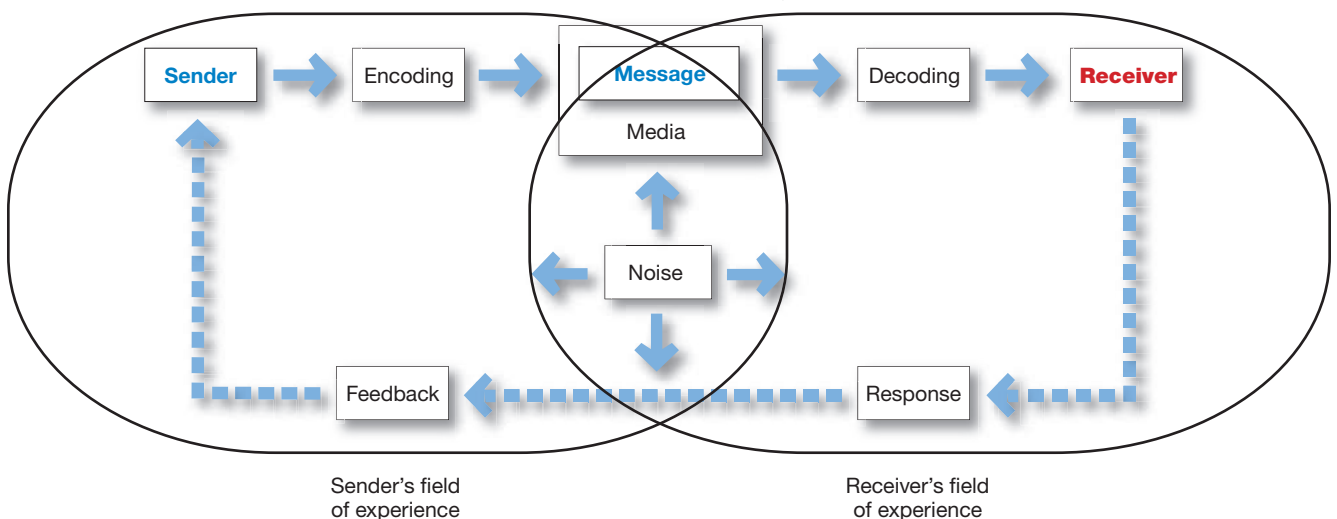 Sender
Encoding
Message
Media
Decoding
Receiver
Noise
Feedback
Response
Sender’s field
of experience
Receiver’s field
of experience